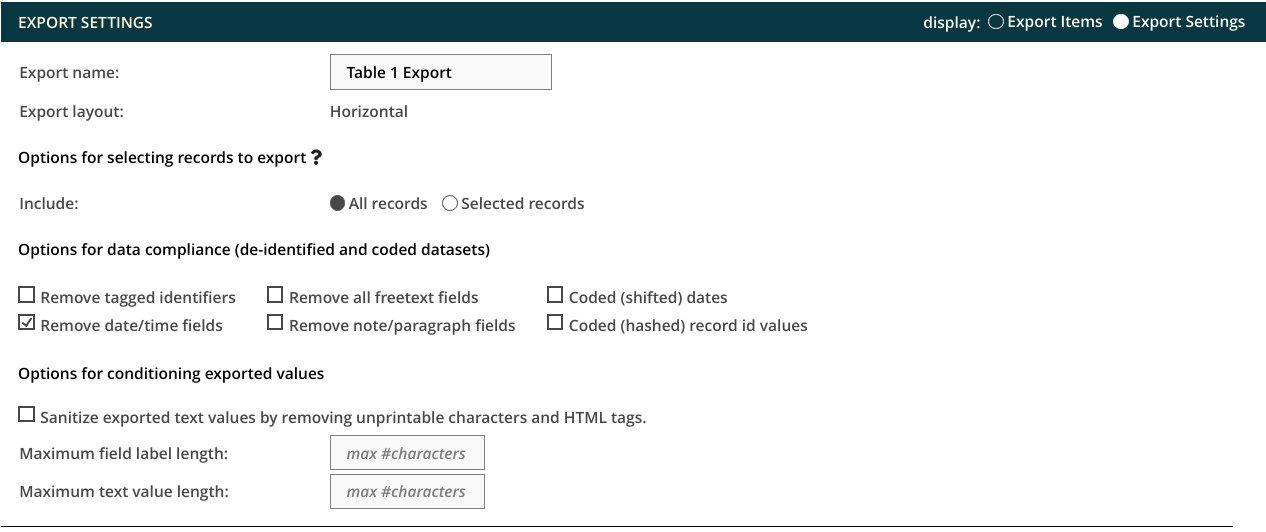 EXPORT SETTINGS display: Export Items Export Settings
Export name: Table 1 Export
Export layout: Horizontal
Options for selecting records to export ?
Include: All records Selected records
Options for data compliance (de-identified and coded datasets)
Remove tagged identifiers Remove all freetext fields Coded (shifted) dates
Remove date/time fields Remove note/paragraph fields Coded (hashed) record id values
Options for conditioning exported values
Sanitize exported text values by removing unprintable characters and HTML tags.
Maximum field label length: max #characters
Maximum text value length: max #characters